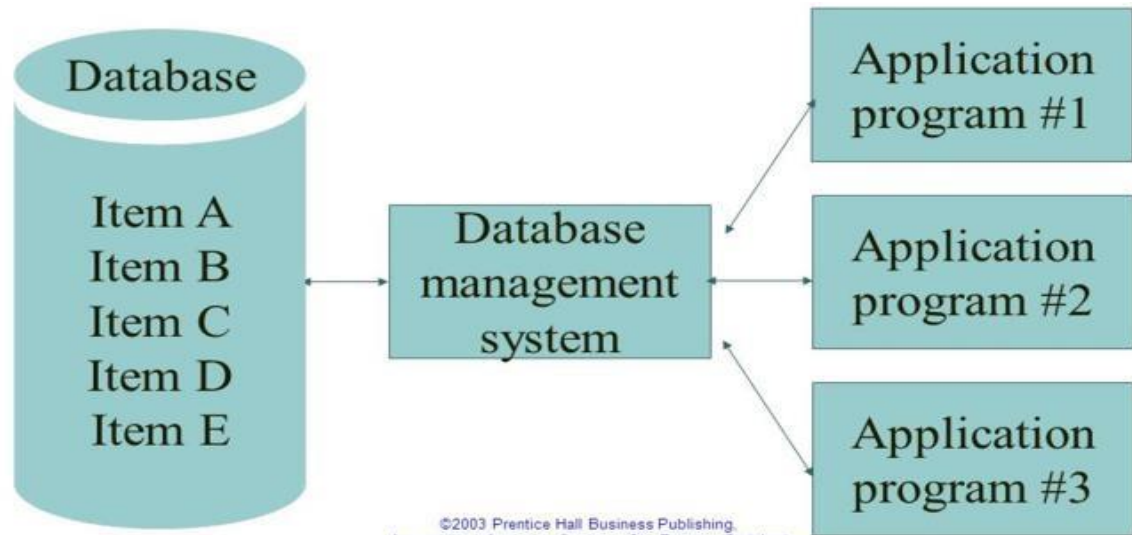 Database
Item A
Item B
Item C
Item D
Item E
Database
management
system
Application
program #1
Application
program #2
Application
program #3
©2003 Prentice Hall Business Publishing,